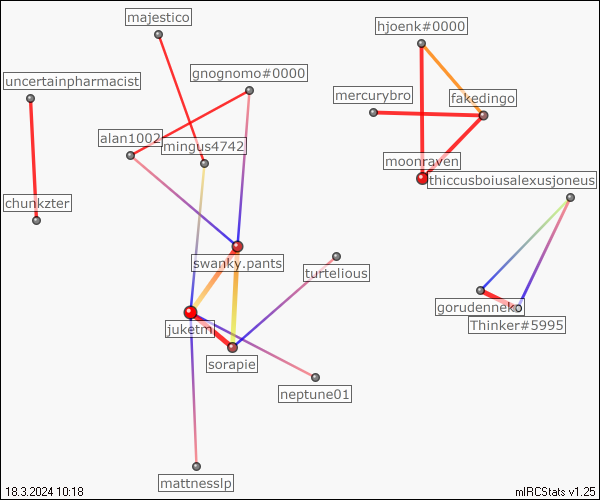 majestico
hjoenk#0000
uncertainpharmacist
gnognomo#0000
mercurybro
fakedingo
alan1002
mingus4742
moonraven
thiccusboiusalexusjoneus
chunkzter
swanky.pants
turtelious
gorudenneko
Thinker#5995
juketm
sorapie
neptune01
mattnesslp
18.3.2024 10:18
mIRCStats v1.25